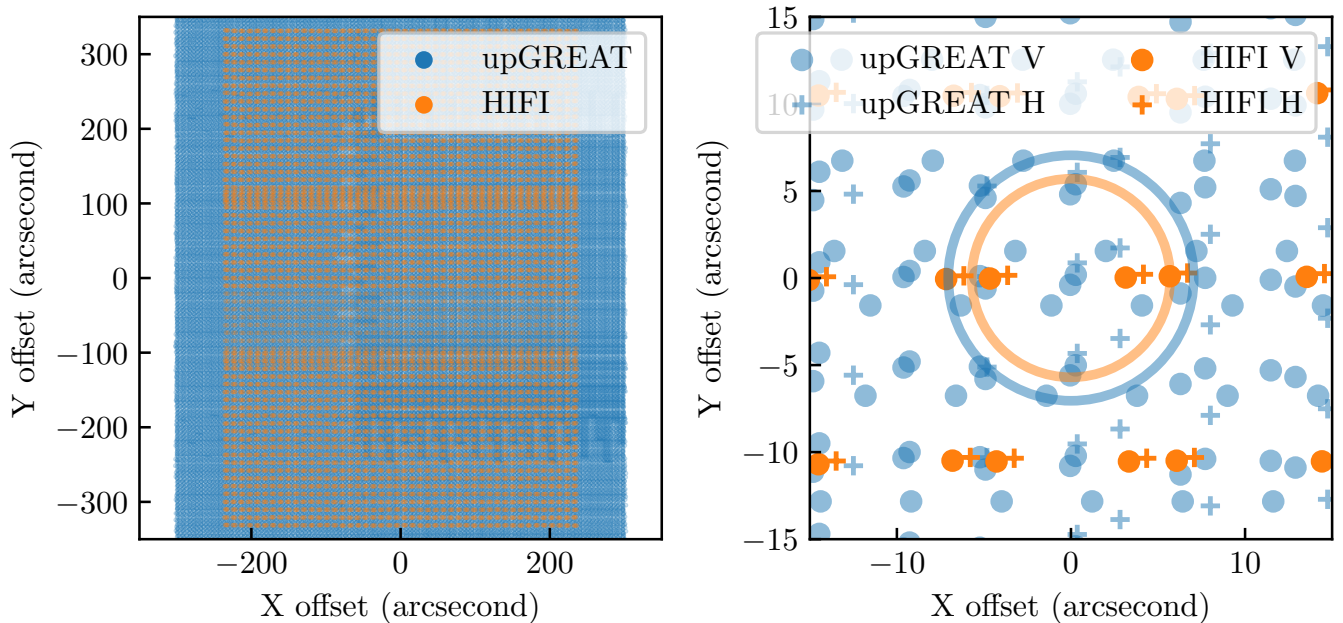 upGREAT
HIFI
300
200
100
0
−100
−200
−300
−200
0
200
X offset (arcsecond)
Y offset (arcsecond)
upGREAT V
HIFI V
upGREAT H
HIFI H
15
10
5
0
−5
−10
−15
−10
0
10
X offset (arcsecond)
Y offset (arcsecond)